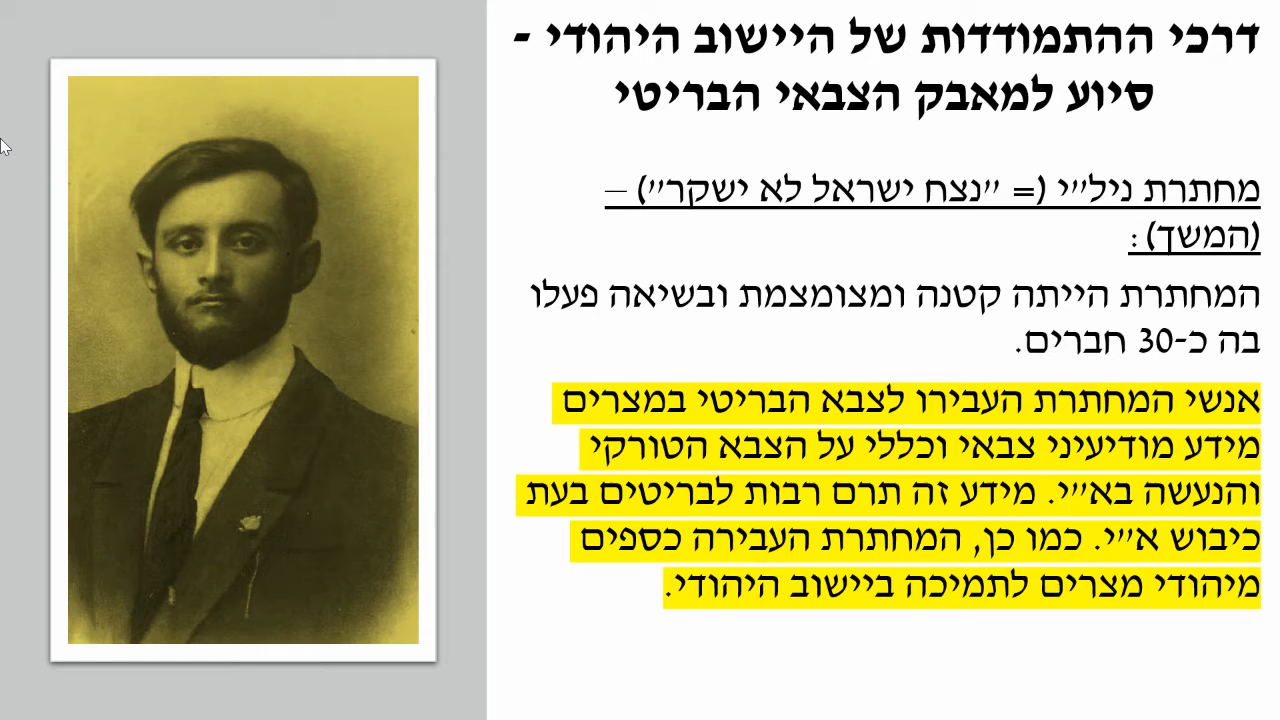 דרכי ההתמודדות של היישוב היהודי -
סיוע למאבק הצבאי הבריטי
מחתרת ניל״י (= ״נצח ישראל לא ישקר״) –
(המשך):
המחתרת הייתה קטנה ומצומצמת ובשיאה פעלו
בה כ-30 חברים.
אנשי המחתרת העבירו לצבא הבריטי במצרים
מידע מודיעיני צבאי וכללי על הצבא הטורקי
והנעשה בא״י. מידע זה תרם רבות לבריטים בעת
כיבוש א״י. כמו כן, המחתרת העבירה כספים
מיהודי מצרים לתמיכה ביישוב היהודי.